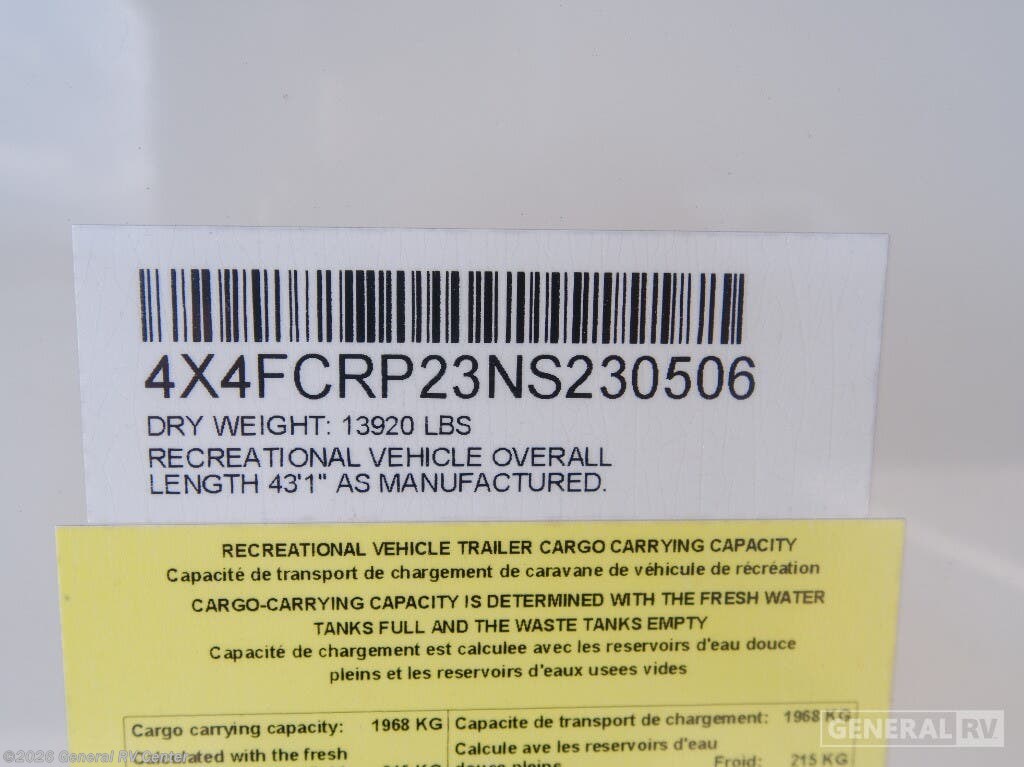 GENERAL RV
4X4FCRP23NS230506
DRY WEIGHT: 13920 LBS
RECREATIONAL VEHICLE OVERALL
LENGTH 43'1" AS MANUFACTURED.
RECREATIONAL VEHICLE TRAILER CARGO CARRYING CAPACITY
Capacité de transport de chargement de caravane de véhicule de récréation
CARGO-CARRYING CAPACITY IS DETERMINED WITH THE FRESH WATER
TANKS FULL AND THE WASTE TANKS EMPTY
Capacité de chargement est calculee avec les reservoirs d'eau douce
pleins et les reservoirs d'eaux usees vides
Cargo carrying capacity: 1968 KG
Calculated with the fresh
Capacite de transport de chargement: 1968 KG
Calcule ave les reservoirs d'eau
Froid: 215 KG
GENERAL RV
©2026 General RV Center